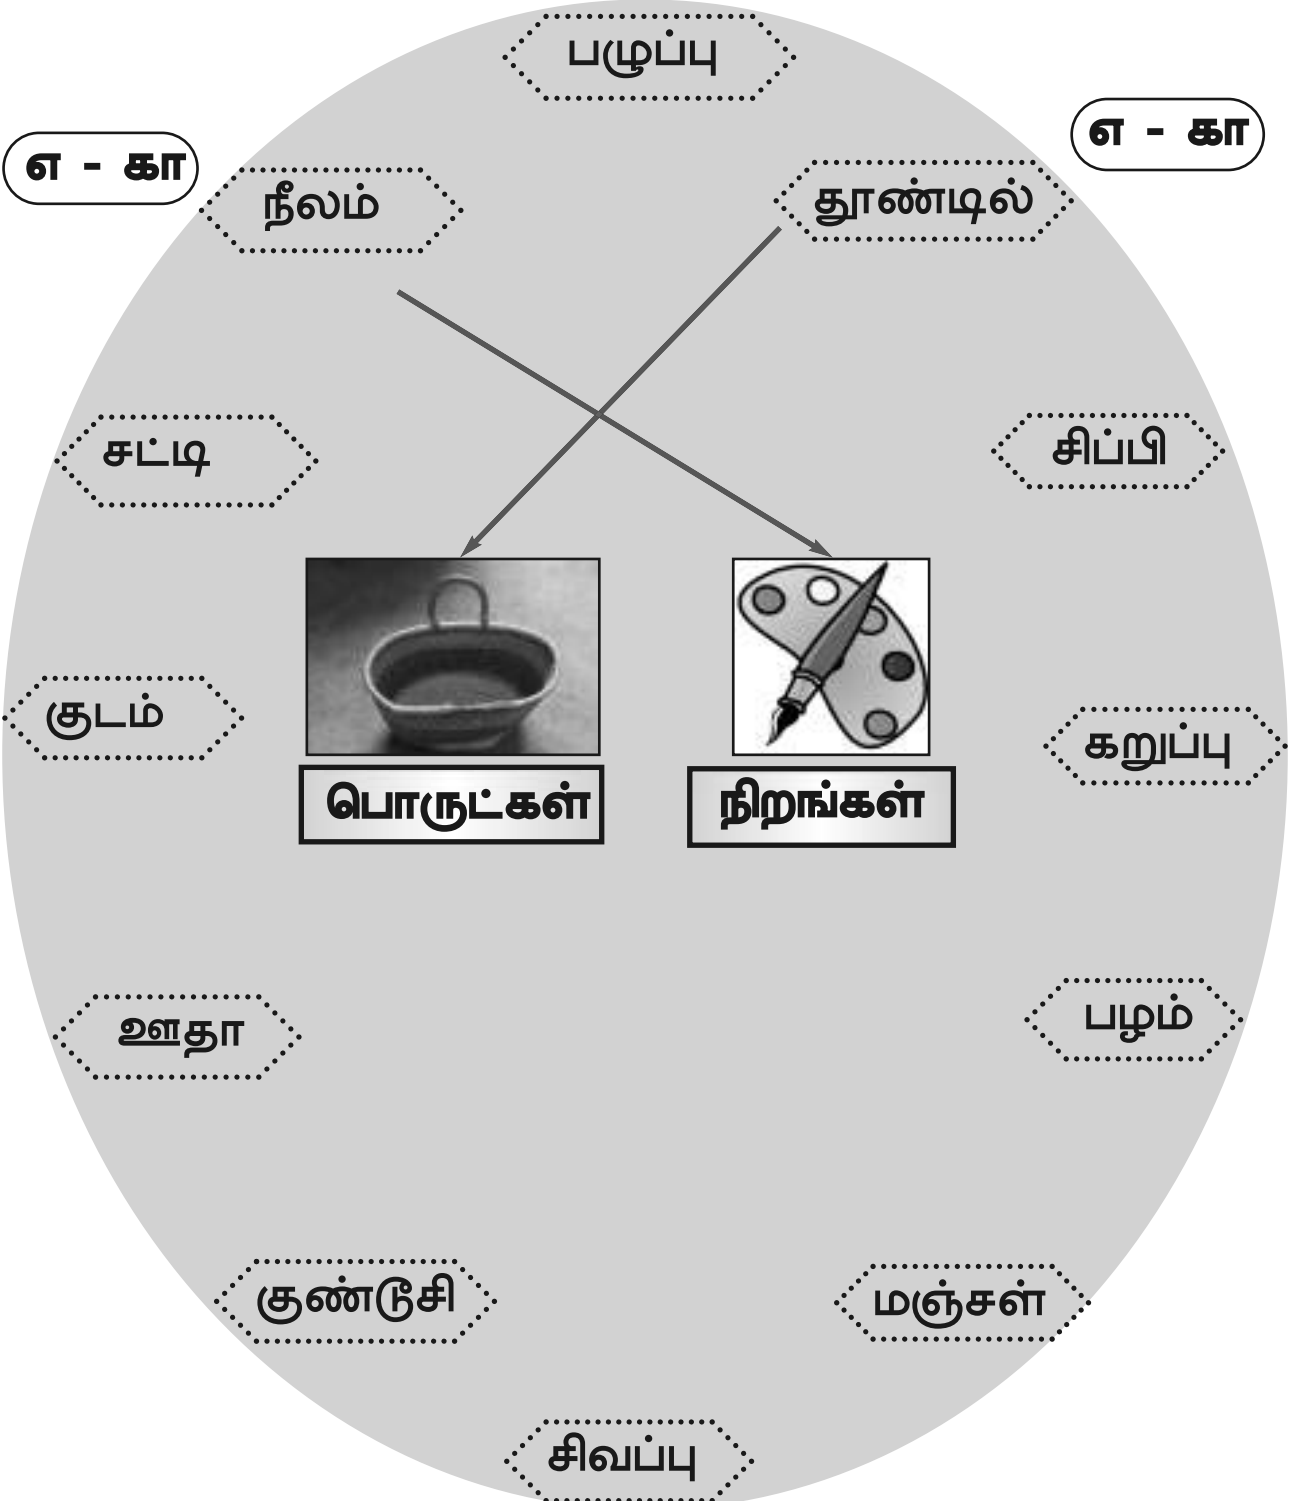 பழுப்பு
எ - கா
எ - கா
நீலம்
தூண்டில்
சட்டி
சிப்பி
குடம்
கறுப்பு
பொருட்கள்
நிறங்கள்
ஊதா
பழம்
குண்டூசி
மஞ்சள்
சிவப்பு